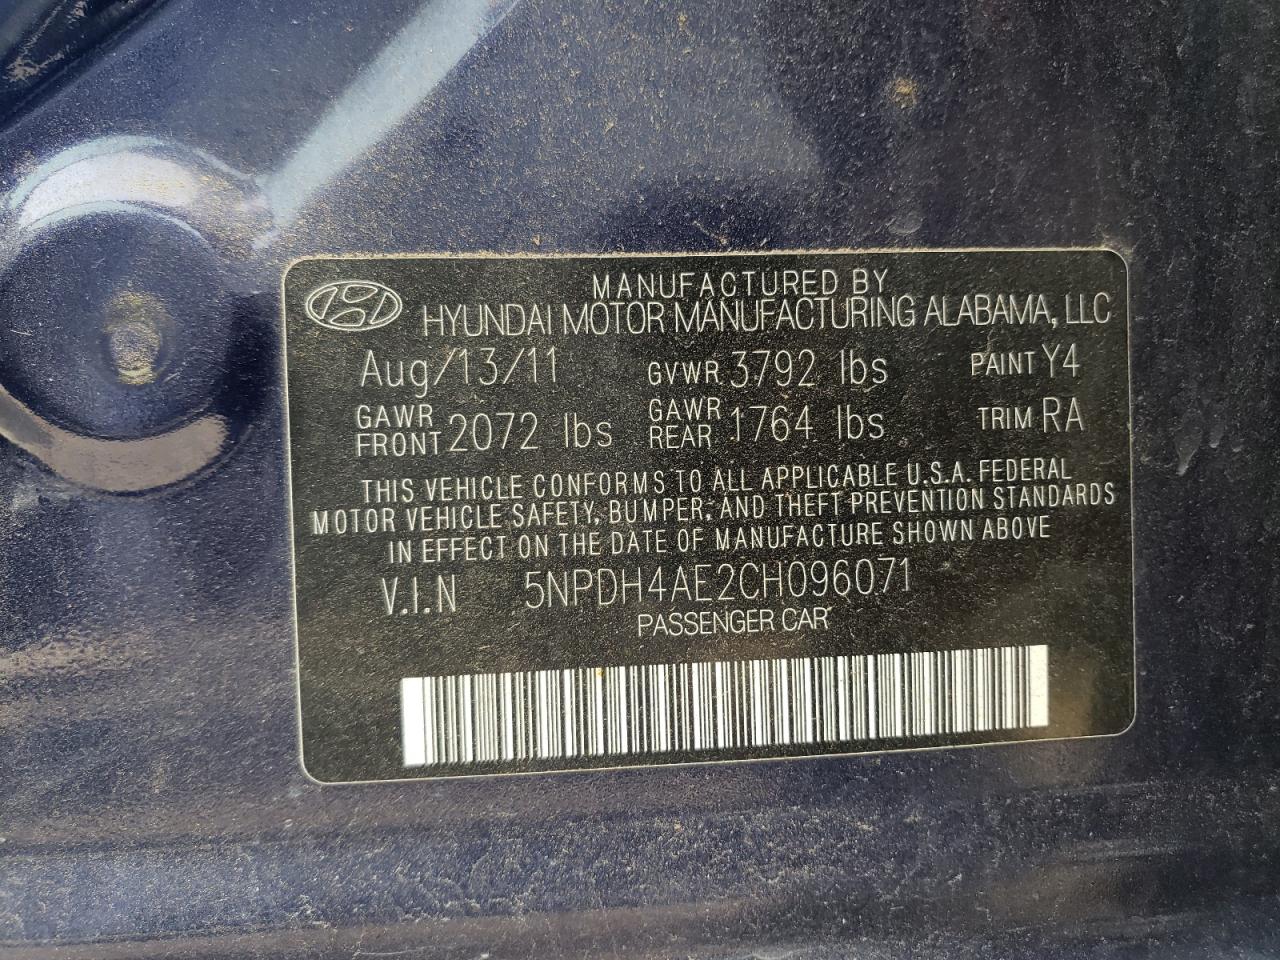 MANUFACTURED BY
HYUNDAI MOTOR MANUFACTURING ALABAMA, LLC
Aug/13/11 GVWR 3792 lbs PAINT Y4
GAWR FRONT 2072 lbs GAWR REAR 1764 lbs TRIM RA
THIS VEHICLE CONFORMS TO ALL APPLICABLE U.S.A. FEDERAL
MOTOR VEHICLE SAFETY, BUMPER, AND THEFT PREVENTION STANDARDS
IN EFFECT ON THE DATE OF MANUFACTURE SHOWN ABOVE
V.I.N 5NPDH4AE2CH096071
PASSENGER CAR